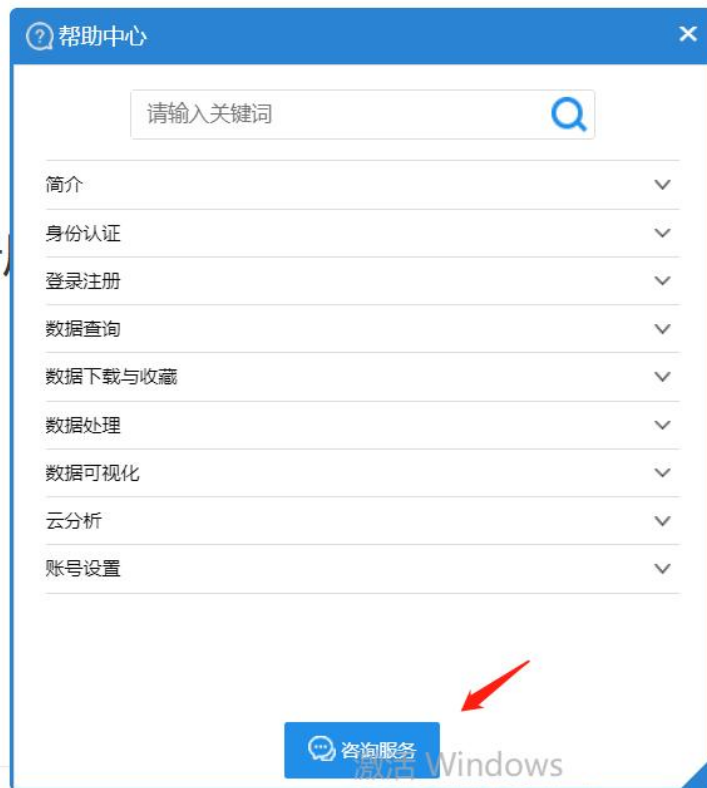 帮助中心
请输入关键词
简介
身份认证
登录注册
数据查询
数据下载与收藏
数据处理
数据可视化
云分析
账号设置
咨询服务
激活 Windows